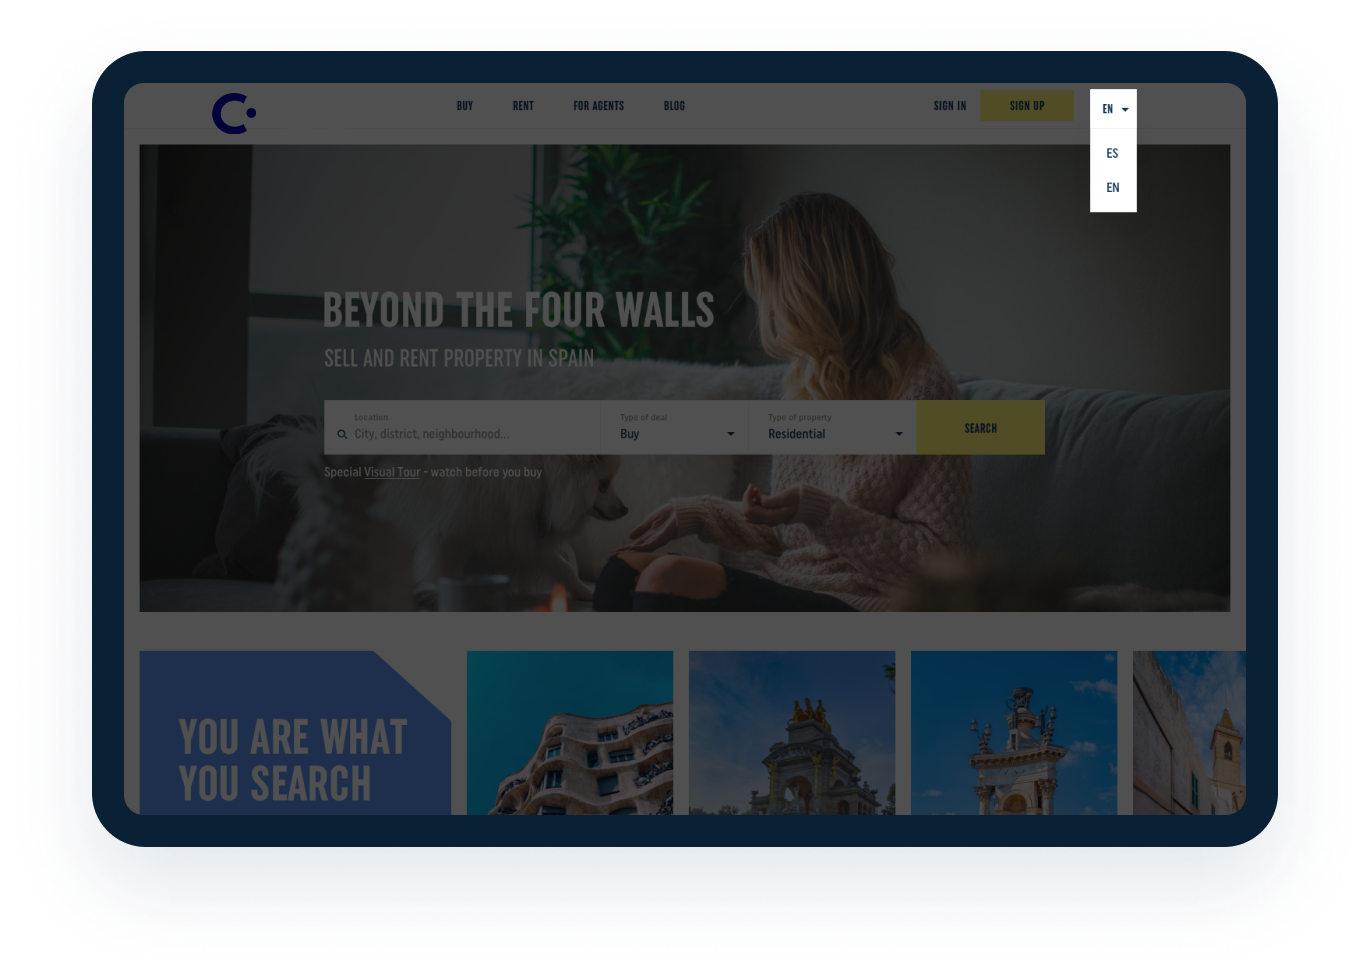 BUY RENT FOR AGENTS BLOG SIGN IN SIGN UP EN
ES
EN
BEYOND THE FOUR WALLS
SELL AND RENT PROPERTY IN SPAIN
Location Type of deal Type of property
City, district, neighbourhood... Buy Residential SEARCH
Special Visual Tour - watch before you buy
YOU ARE WHAT
YOU SEARCH